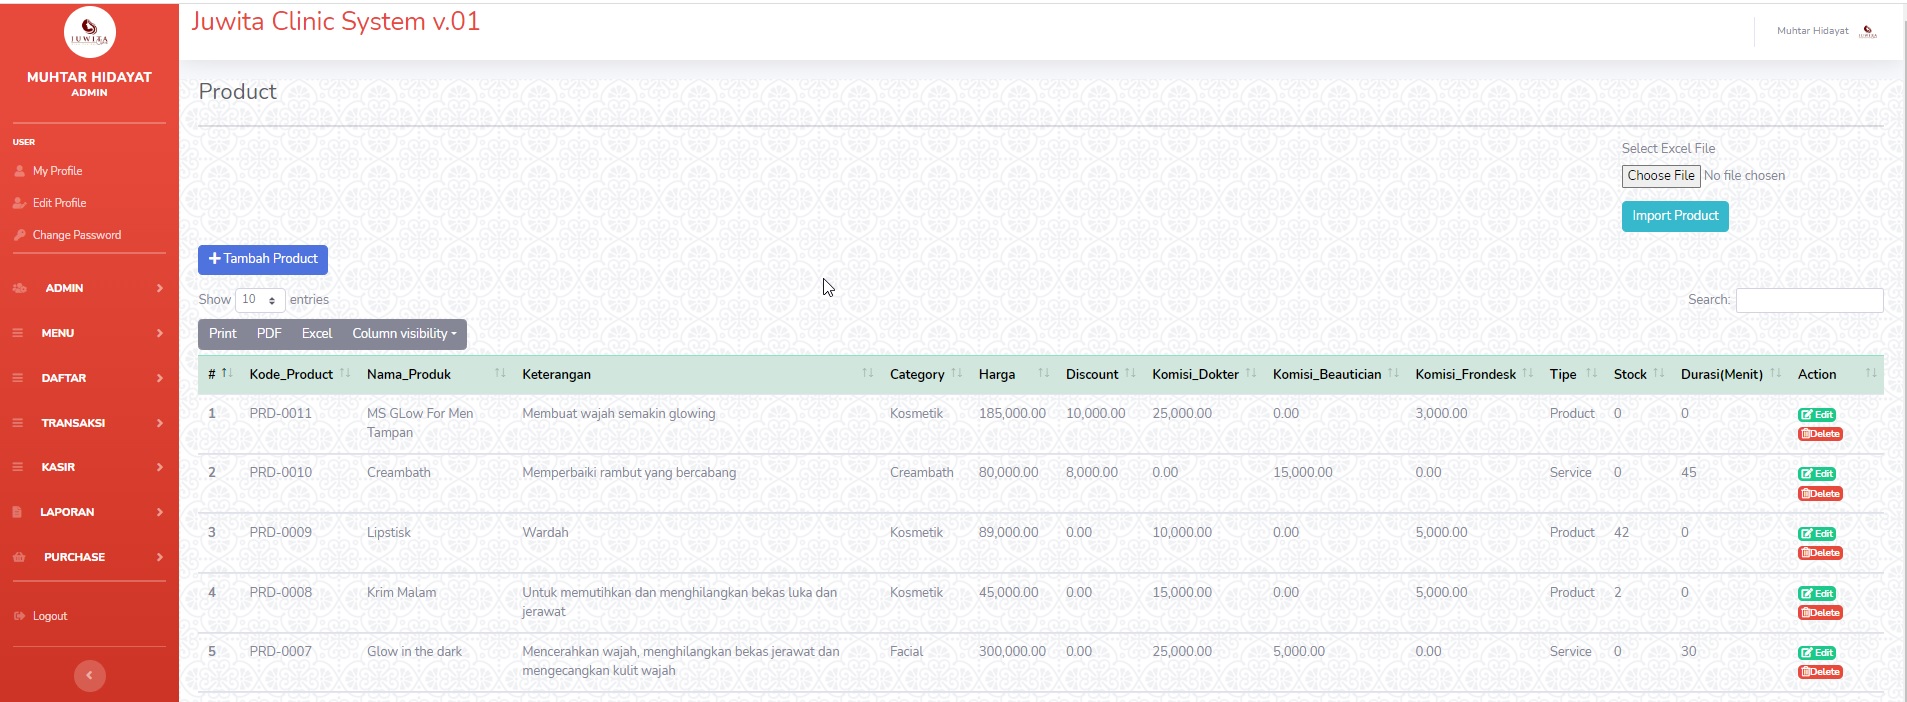 JUWITA
MUHTAR HIDAYAT
ADMIN
USER
My Profile
Edit Profile
Change Password
ADMIN
MENU
DAFTAR
TRANSAKSI
KASIR
LAPORAN
PURCHASE
Logout
Juwita Clinic System v.01
Muhtar Hidayat
Product
Select Excel File
Choose File No file chosen
Import Product
Tambah Product
Show 10 entries
Search:
Print PDF Excel Column visibility
# Kode_Product Nama_Produk Keterangan Category Harga Discount Komisi_Dokter Komisi_Beautician Komisi_Frondesk Tipe Stock Durasi(Menit) Action
1 PRD-0011 MS GLow For Men Membuat wajah semakin glowing Kosmetik 185,000.00 10,000.00 25,000.00 0.00 3,000.00 Product 0 0 Edit
Tampan Delete
2 PRD-0010 Creambath Memperbaiki rambut yang bercabang Creambath 80,000.00 8,000.00 0.00 15,000.00 0.00 Service 0 45 Edit
Delete
3 PRD-0009 Lipstisk Wardah Kosmetik 89,000.00 0.00 10,000.00 0.00 5,000.00 Product 42 0 Edit
Delete
4 PRD-0008 Krim Malam Untuk memutihkan dan menghilangkan bekas luka dan Kosmetik 45,000.00 0.00 15,000.00 0.00 5,000.00 Product 2 0 Edit
jerawat Delete
5 PRD-0007 Glow in the dark Mencerahkan wajah, menghilangkan bekas jerawat dan Facial 300,000.00 0.00 25,000.00 5,000.00 0.00 Service 0 30 Edit
mengecangkan kulit wajah Delete